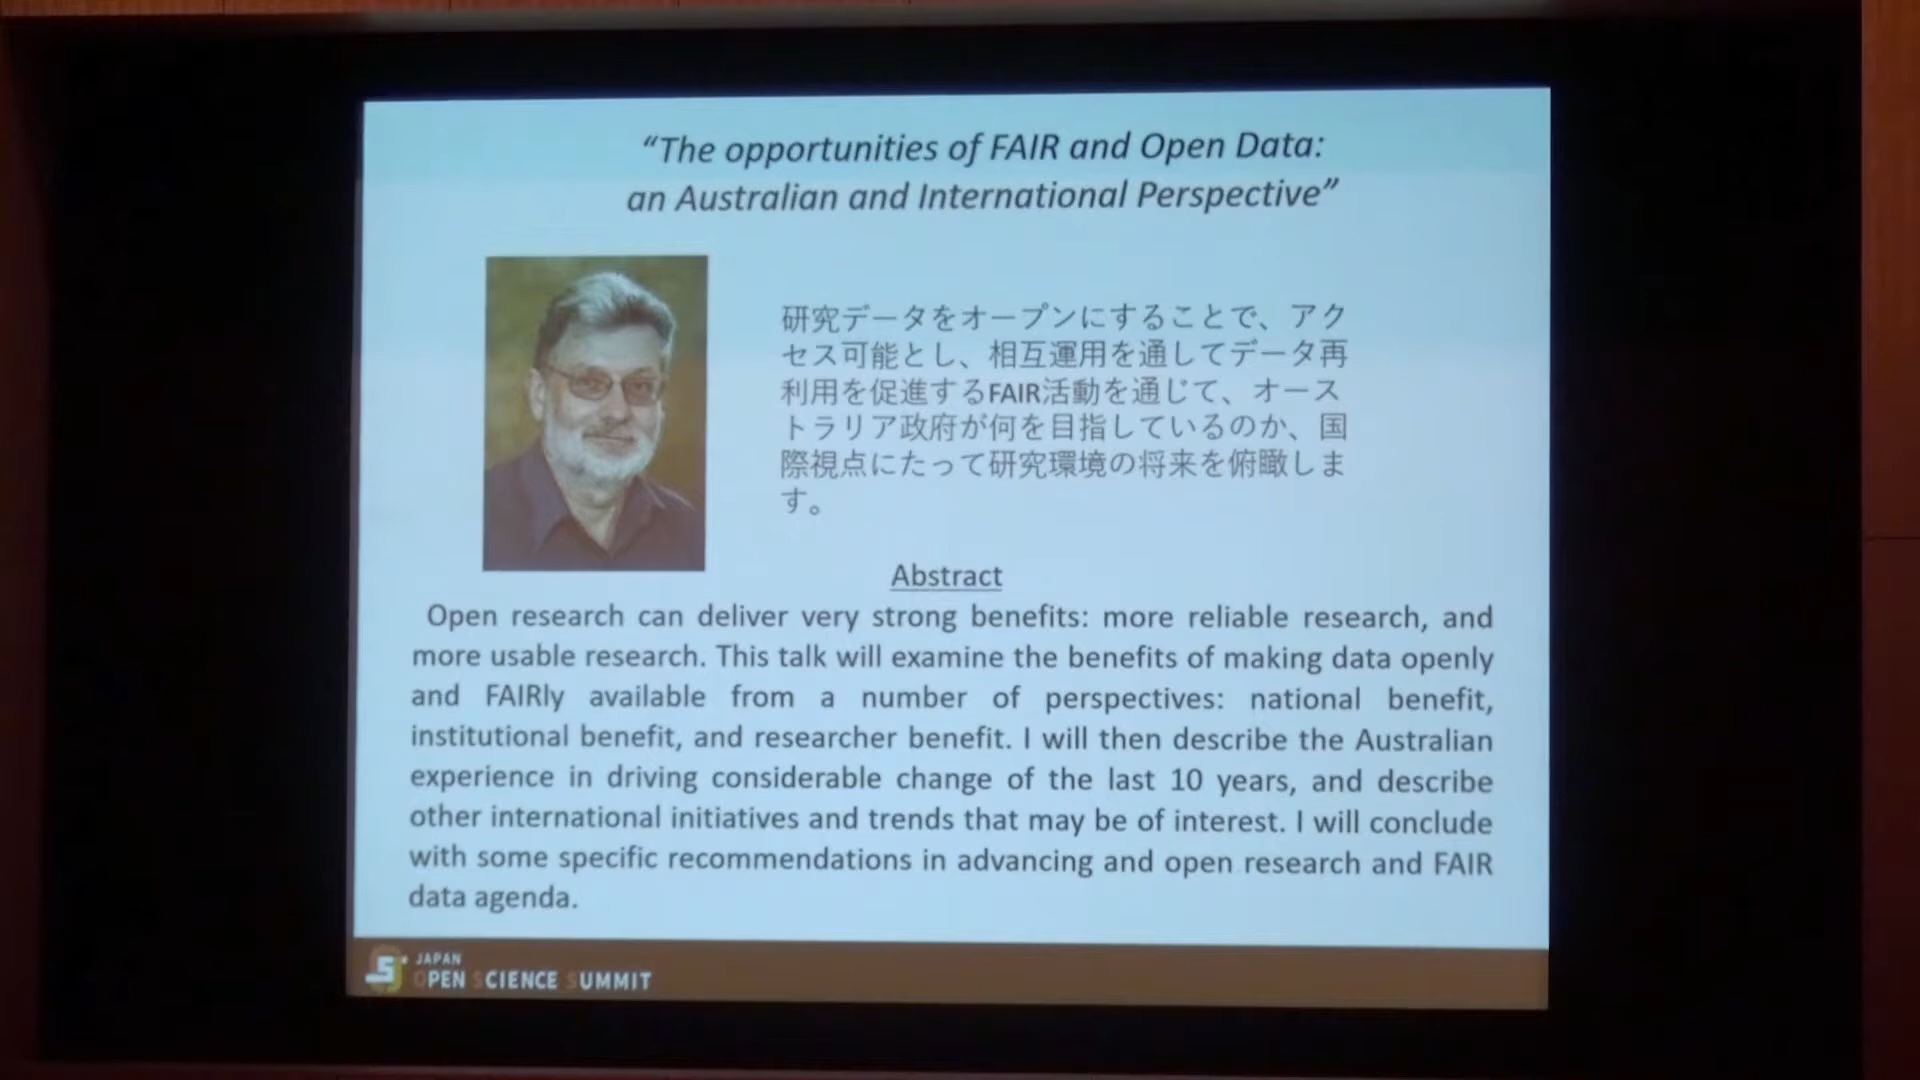 “The opportunities of FAIR and Open Data:
an Australian and International Perspective”
研究データをオープンにすることで、アク
セス可能とし、相互運用を通してデータ再
利用を促進するFAIR活動を通じて、オース
トラリア政府が何を目指しているのか、国
際視点にたって研究環境の将来を俯瞰しま
す。
Abstract
Open research can deliver very strong benefits: more reliable research, and
more usable research. This talk will examine the benefits of making data openly
and FAIRly available from a number of perspectives: national benefit,
institutional benefit, and researcher benefit. I will then describe the Australian
experience in driving considerable change of the last 10 years, and describe
other international initiatives and trends that may be of interest. I will conclude
with some specific recommendations in advancing and open research and FAIR
data agenda.
JAPAN
OPEN SCIENCE SUMMIT